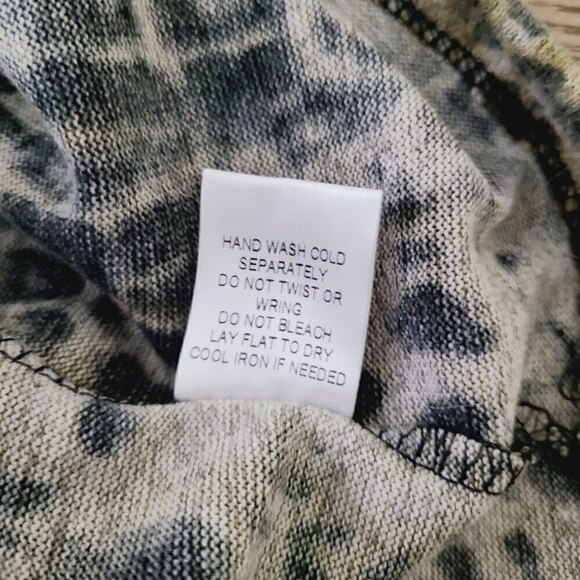 HAND WASH COLD
SEPARATELY
DO NOT TWIST OR
WRING
DO NOT BLEACH
LAY FLAT TO DRY
COOL IRON IF NEEDED